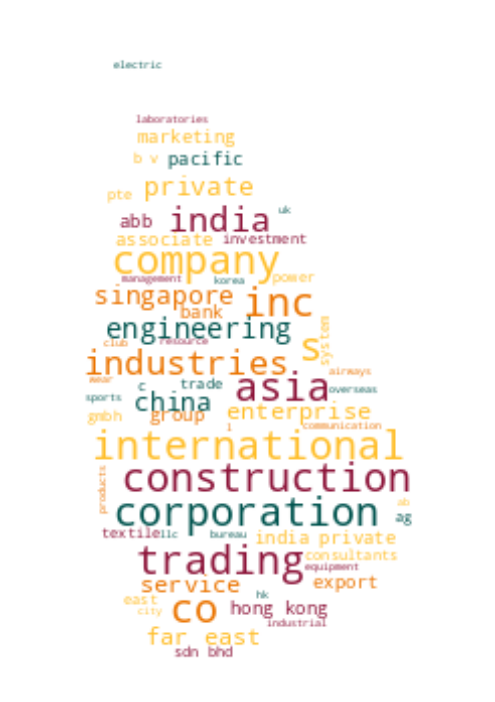 electric
laboratories
marketing
b v pacific
pte private
abb india uk
associate investment
company
management korea power
singapore inc
bank
engineering s system
club resource
industries airways
wear c trade asia overseas
sports china
gmbh group enterprise
l communication
international
products construction
ab
corporation ag
textile llc bureau india private
trading consultants
equipment
service export
east hk
city co hong kong
industrial
far east
sdn bhd